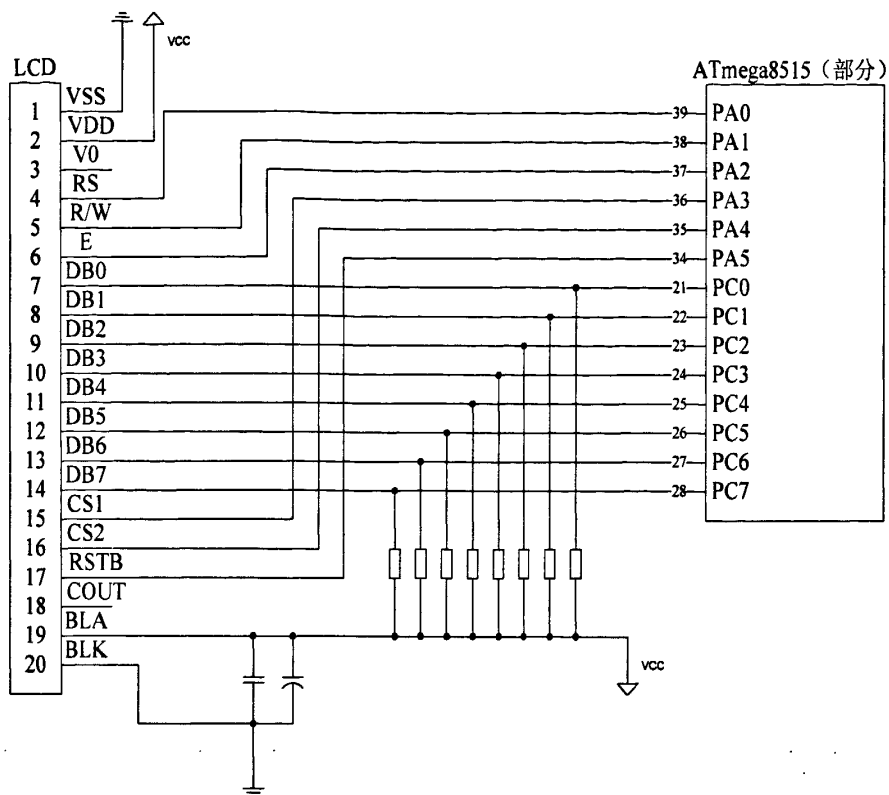 vcc
LCD
ATmega8515（部分）
1 VSS
2 VDD
3 V0
4 RS
5 R/W
6 E
7 DB0
8 DB1
9 DB2
10 DB3
11 DB4
12 DB5
13 DB6
14 DB7
15 CS1
16 CS2
17 RSTB
18 COUT
19 BLA
20 BLK
39 PA0
38 PA1
37 PA2
36 PA3
35 PA4
34 PA5
21 PC0
22 PC1
23 PC2
24 PC3
25 PC4
26 PC5
27 PC6
28 PC7
vcc